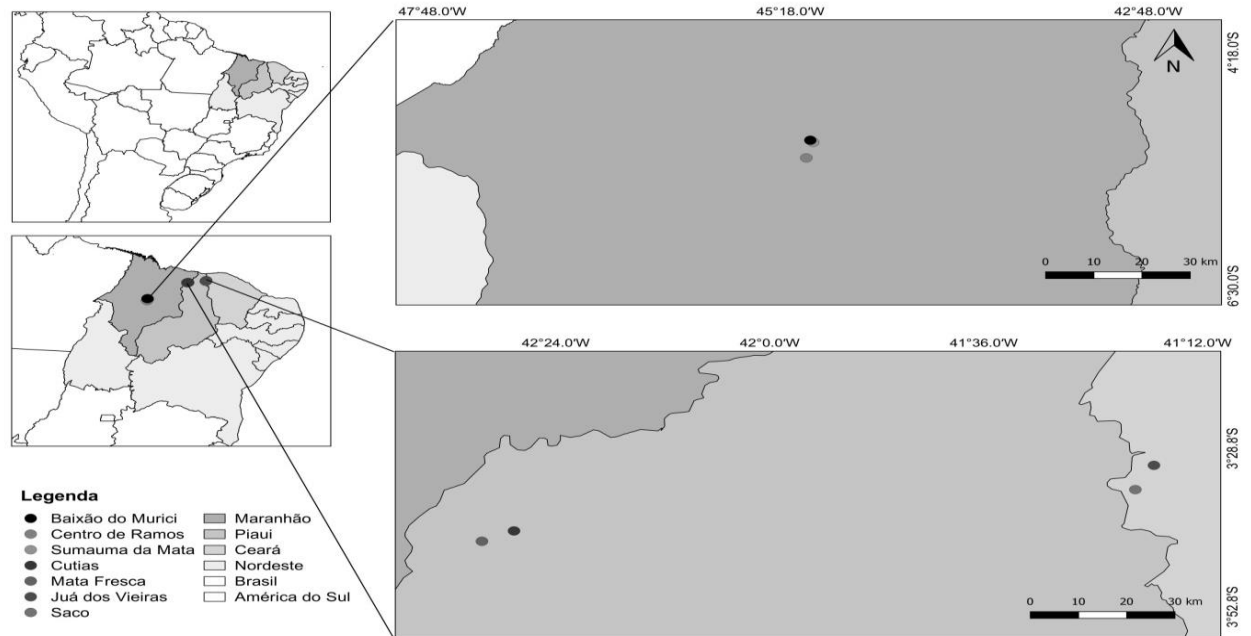 47°48.0'W 45°18.0'W 42°48.0'W
4°18.0'S
N
0 10 20 30 km
6°30.0'S
42°24.0'W 42°0.0'W 41°36.0'W 41°12.0'W
3°28.8'S
0 10 20 30 km
3°52.8'S
Legenda
Baixão do Murici
Centro de Ramos
Sumauma da Mata
Cutias
Mata Fresca
Juá dos Vieiras
Saco
Maranhão
Piaui
Ceará
Nordeste
Brasil
América do Sul